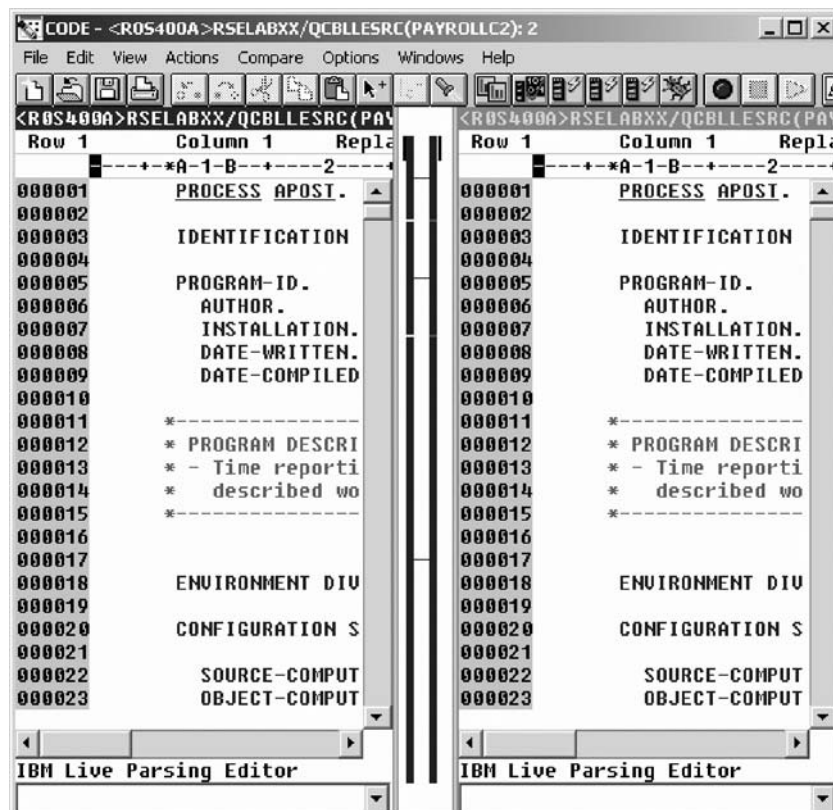 CODE - <ROS400A>RSELABXX/QCBLLESRC(PAYROLLC2): 2
File Edit View Actions Compare Options Windows Help
<ROS400A>RSELABXX/QCBLLESRC(PAY
Row 1 Column 1 Repla
----+-*A-1-B--+----2----+
000001 PROCESS APOST.
000002
000003 IDENTIFICATION
000004
000005 PROGRAM-ID.
000006 AUTHOR.
000007 INSTALLATION.
000008 DATE-WRITTEN.
000009 DATE-COMPILED
000010
000011 *----------------
000012 * PROGRAM DESCRI
000013 * - Time reporti
000014 * described wo
000015 *----------------
000016
000017
000018 ENVIRONMENT DIV
000019
000020 CONFIGURATION S
000021
000022 SOURCE-COMPUT
000023 OBJECT-COMPUT
IBM Live Parsing Editor
<ROS400A>RSELABXX/QCBLLESRC(PAY
Row 1 Column 1 Repla
----+-*A-1-B--+----2----+
000001 PROCESS APOST.
000002
000003 IDENTIFICATION
000004
000005 PROGRAM-ID.
000006 AUTHOR.
000007 INSTALLATION.
000008 DATE-WRITTEN.
000009 DATE-COMPILED
000010
000011 *----------------
000012 * PROGRAM DESCRI
000013 * - Time reporti
000014 * described wo
000015 *----------------
000016
000017
000018 ENVIRONMENT DIV
000019
000020 CONFIGURATION S
000021
000022 SOURCE-COMPUT
000023 OBJECT-COMPUT
IBM Live Parsing Editor